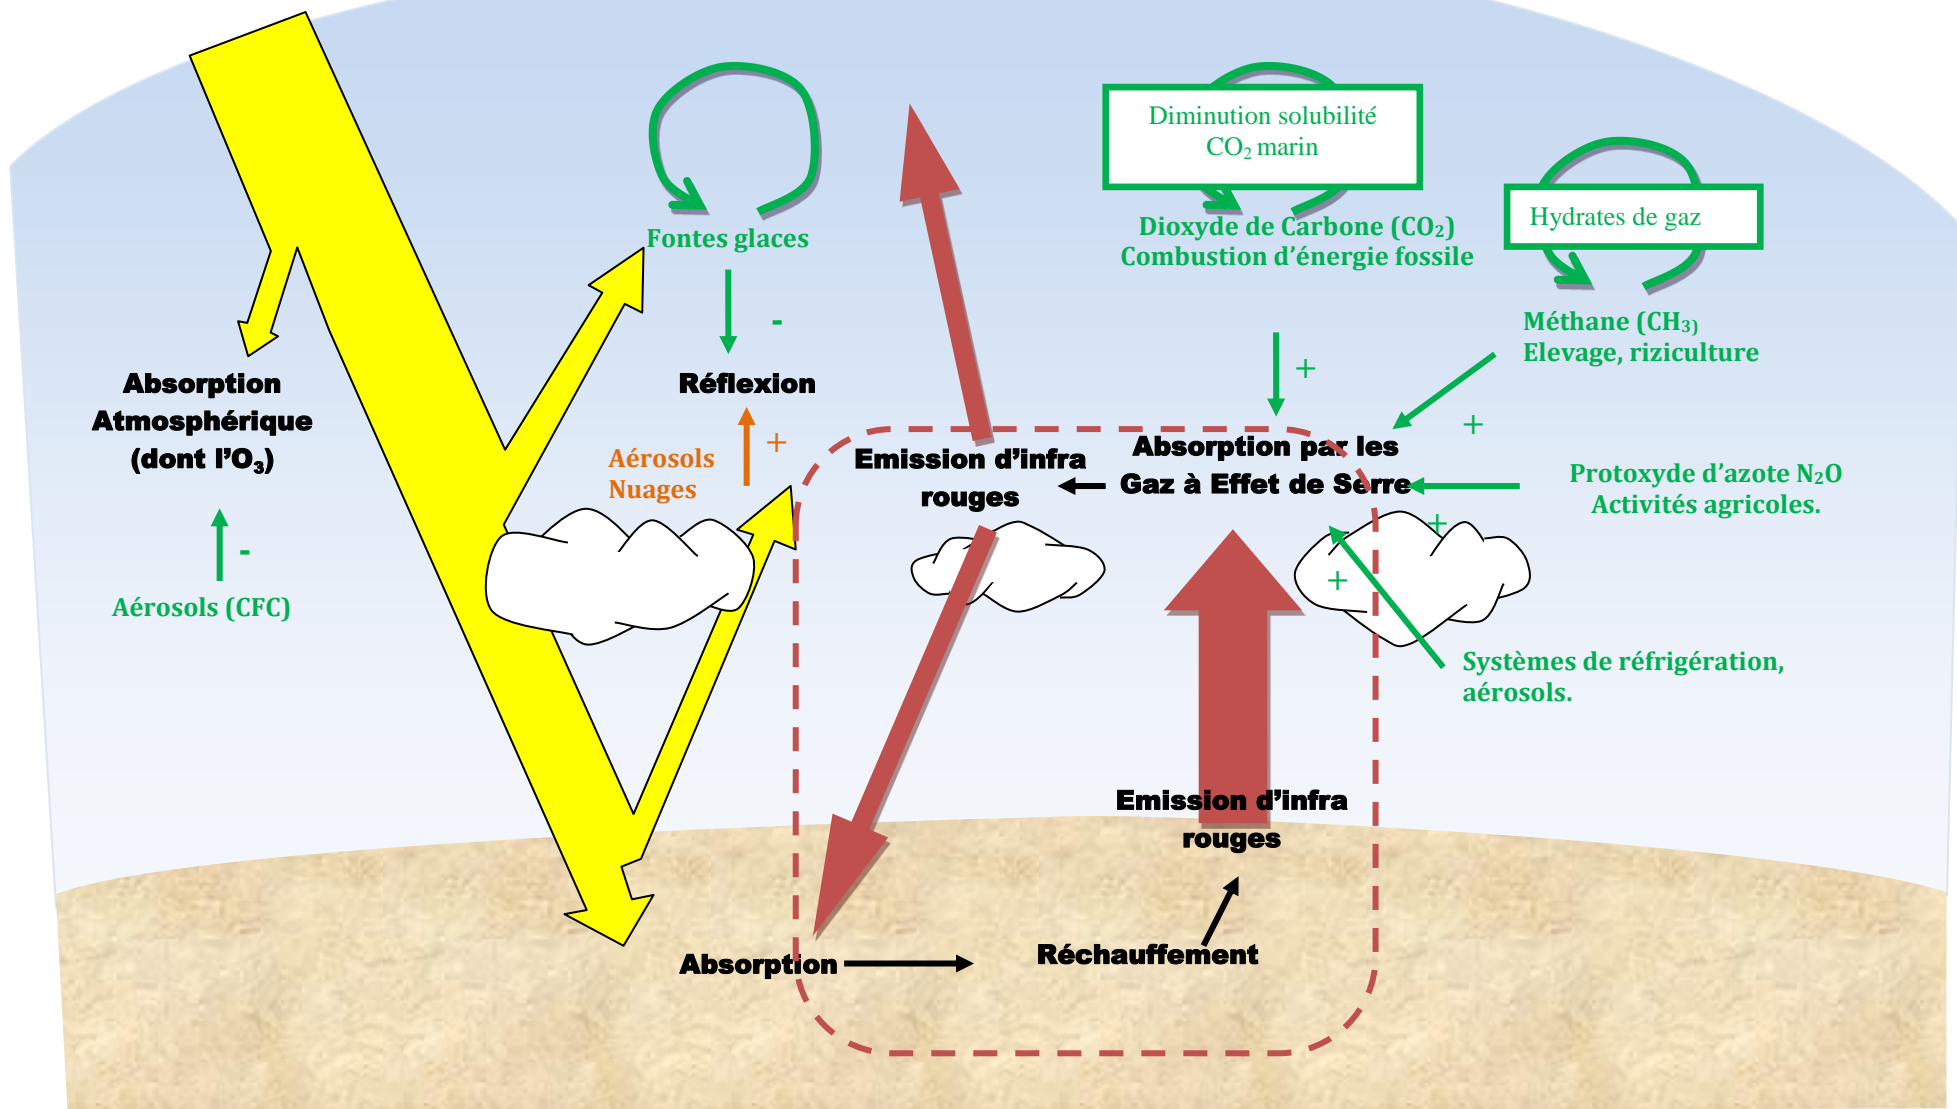 Diminution solubilité
CO₂ marin
Hydrates de gaz
Fontes glaces
Dioxyde de Carbone (CO₂)
Combustion d’énergie fossile
-
Méthane (CH₃)
Elevage, riziculture
+
Absorption
Atmosphérique
(dont l’O₃)
Réflexion
+
Aérosols
Nuages
+
Emission d’infra
rouges
Absorption par les
Gaz à Effet de Serre
Protoxyde d’azote N₂O
Activités agricoles.
+
-
Aérosols (CFC)
+
Systèmes de réfrigération,
aérosols.
Emission d’infra
rouges
Absorption
Réchauffement